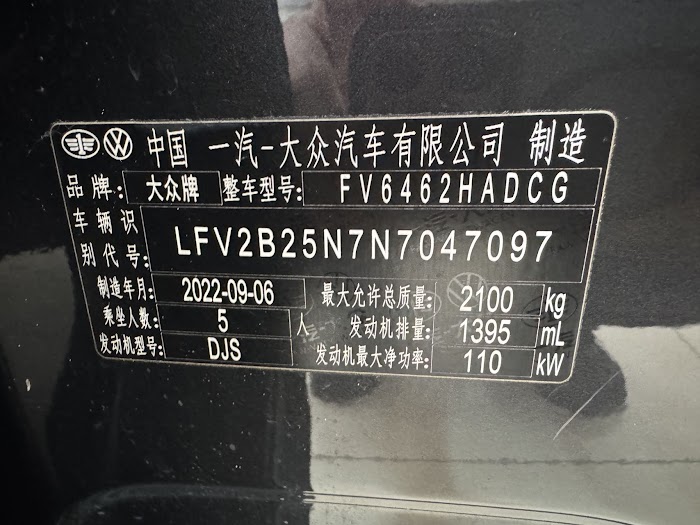 中国 一汽-大众汽车有限公司 制造
品牌: 大众牌 整车型号: FV6462HADCG
车辆识别代号: LFV2B25N7N7047097
制造年月: 2022-09-06 最大允许总质量: 2100 kg
乘坐人数: 5 人 发动机排量: 1395 mL
发动机型号: DJS 发动机最大净功率: 110 kW